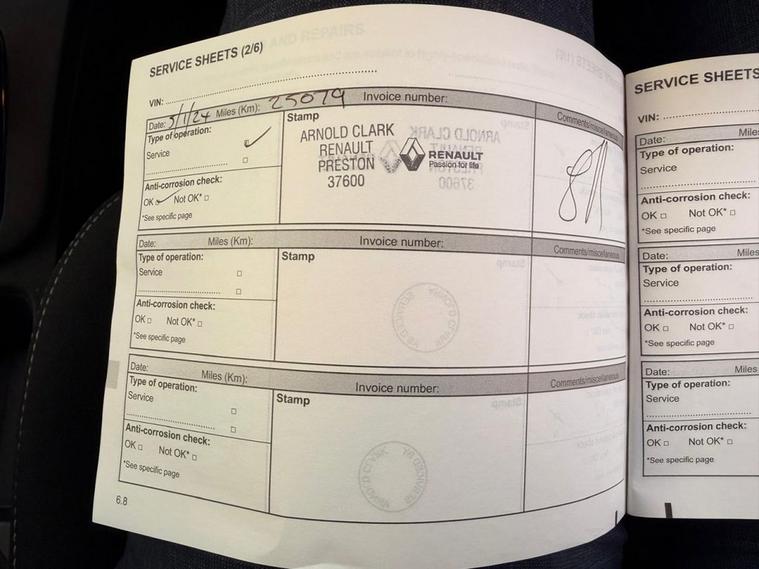 SERVICE SHEETS (2/6)
VIN:
Date: 5/1/24 Miles (Km): 25079 Invoice number:
Type of operation:
Service
Anti-corrosion check:
OK Not OK*
*See specific page
Stamp
ARNOLD CLARK
RENAULT
PRESTON
37600
RENAULT
Passion for life
Comments/miscellaneous
Date: Miles (Km): Invoice number:
Type of operation:
Service
Anti-corrosion check:
OK Not OK*
*See specific page
Stamp
Comments/miscellaneous
Date: Miles (Km): Invoice number:
Type of operation:
Service
Anti-corrosion check:
OK Not OK*
*See specific page
Stamp
Comments/miscellaneous
6.8
SERVICE SHEETS
VIN:
Date: Miles
Type of operation:
Service
Anti-corrosion check:
OK Not OK*
*See specific page
Date: Miles
Type of operation:
Service
Anti-corrosion check:
OK Not OK*
*See specific page
Date: Miles
Type of operation:
Service
Anti-corrosion check:
OK Not OK*
*See specific page